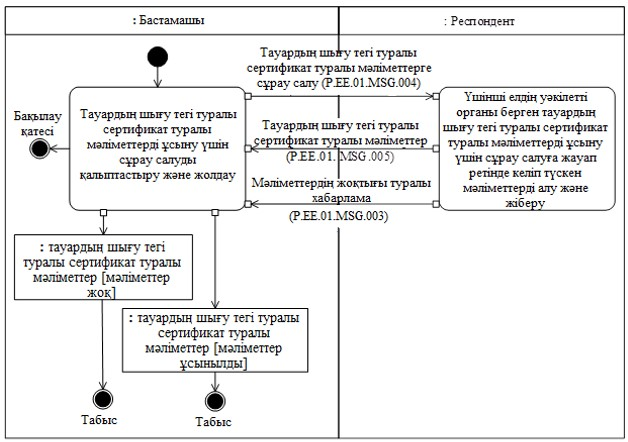 : Бастамашы
: Респондент
Тауардың шығу тегі туралы
сертификат туралы мәліметтерге
сұрау салу (P.EE.01.MSG.004)
Бақылау
қатесі
Тауардың шығу тегі туралы
сертификат туралы
мәліметтерді ұсыну үшін
сұрау салуды
қалыптастыру және жолдау
Тауардың шығу тегі туралы
сертификат туралы мәліметтер
(P.EE.01. MSG.005)
Мәліметтердің жоқтығы туралы
хабарлама
(P.EE.01.MSG.003)
Үшінші елдің уәкілетті
органы берген тауардың
шығу тегі туралы сертификат
туралы мәліметтерді ұсыну
үшін сұрау салуға жауап
ретінде келіп түскен
мәліметтерді алу және
жіберу
: тауардың шығу тегі
туралы сертификат туралы
мәліметтер [мәліметтер
жоқ]
: тауардың шығу тегі туралы
сертификат туралы
мәліметтер [мәліметтер
ұсынылды]
Табыс
Табыс